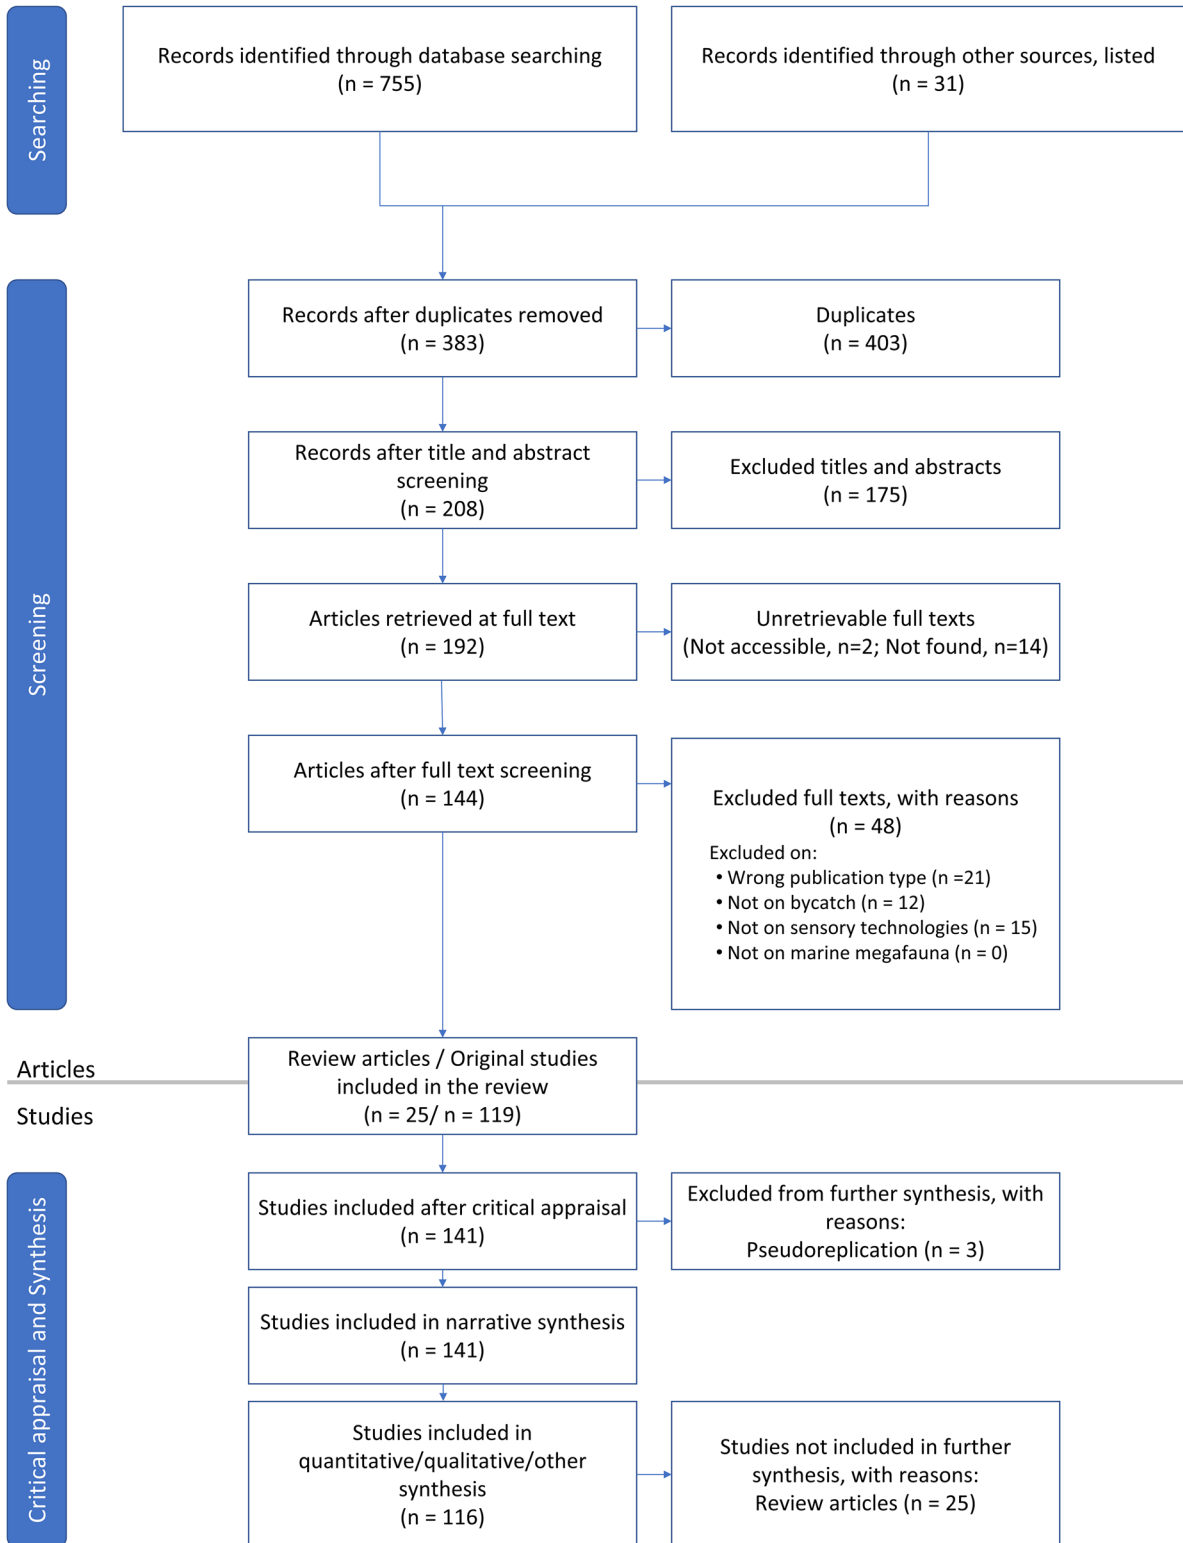 Searching
Records identified through database searching
(n = 755)
Records identified through other sources, listed
(n = 31)
Screening
Records after duplicates removed
(n = 383)
Duplicates
(n = 403)
Records after title and abstract
screening
(n = 208)
Excluded titles and abstracts
(n = 175)
Articles retrieved at full text
(n = 192)
Unretrievable full texts
(Not accessible, n=2; Not found, n=14)
Articles after full text screening
(n = 144)
Excluded full texts, with reasons
(n = 48)
Excluded on:
• Wrong publication type (n =21)
• Not on bycatch (n = 12)
• Not on sensory technologies (n = 15)
• Not on marine megafauna (n = 0)
Articles
Studies
Review articles / Original studies
included in the review
(n = 25/ n = 119)
Critical appraisal and Synthesis
Studies included after critical appraisal
(n = 141)
Excluded from further synthesis, with
reasons:
Pseudoreplication (n = 3)
Studies included in narrative synthesis
(n = 141)
Studies included in
quantitative/qualitative/other
synthesis
(n = 116)
Studies not included in further
synthesis, with reasons:
Review articles (n = 25)